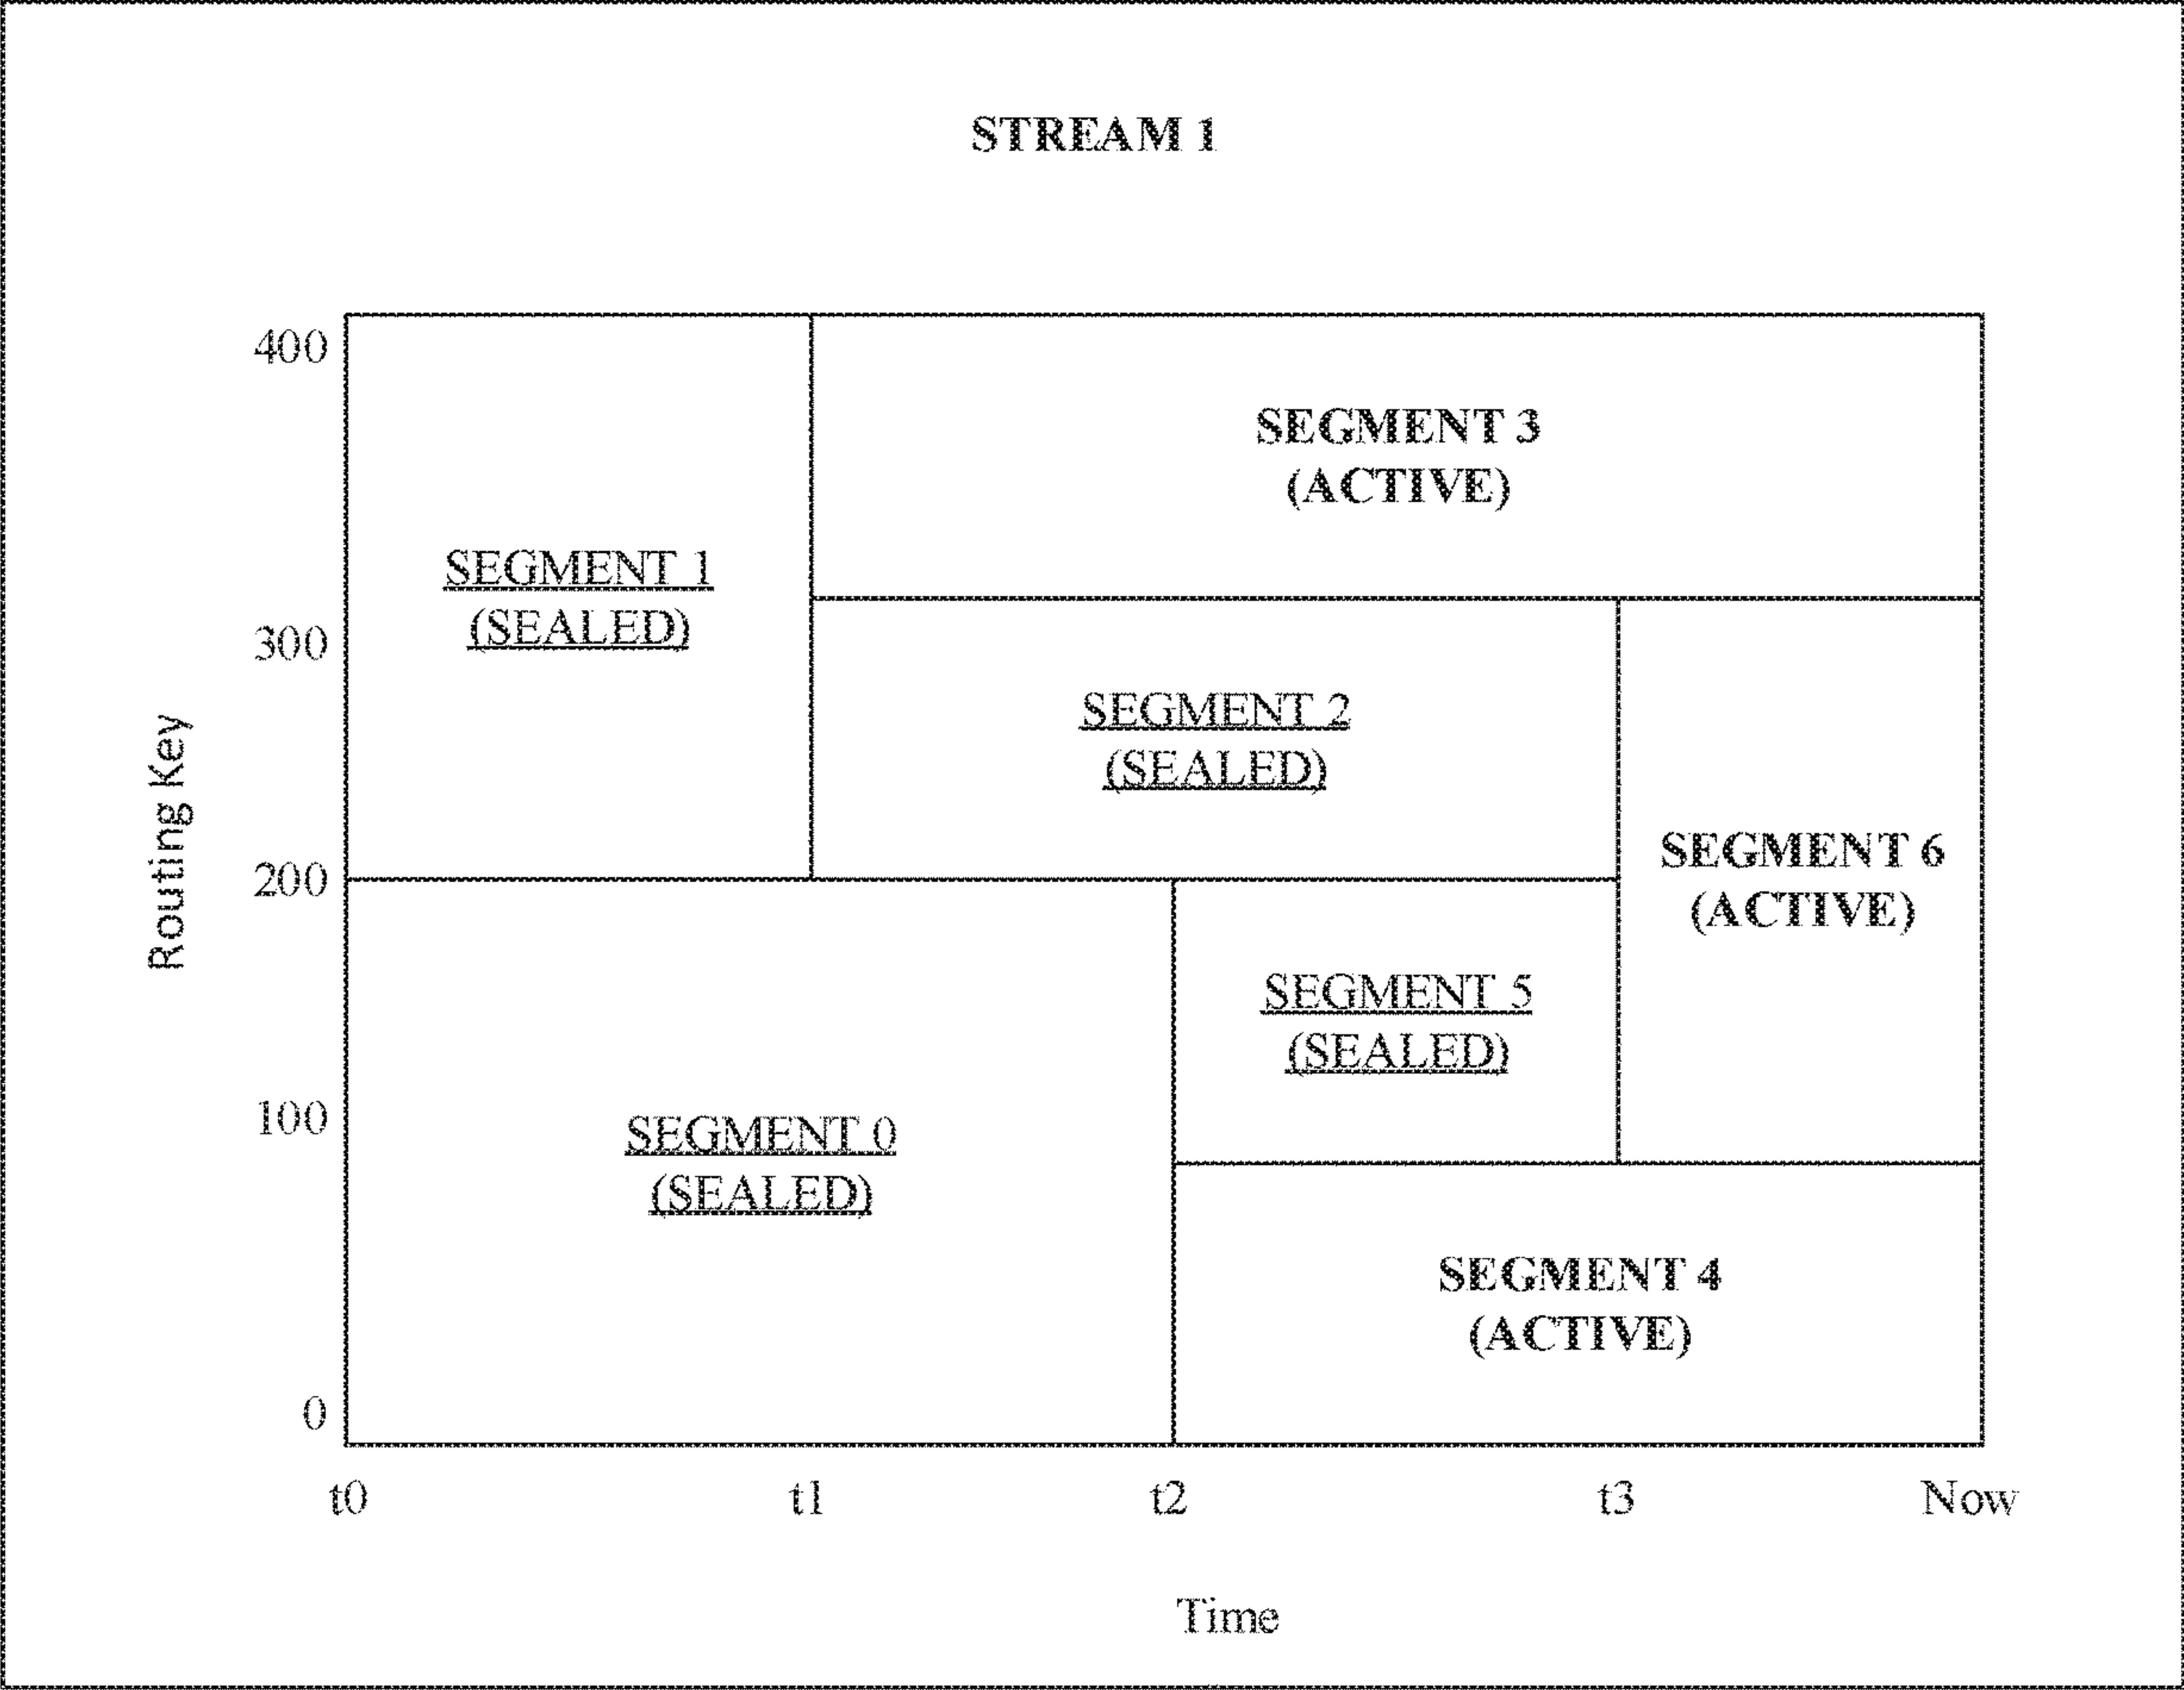 STREAM 1
400
SEGMENT 3
(ACTIVE)
SEGMENT 1
(SEALED)
300
SEGMENT 2
(SEALED)
Routing Key
200
SEGMENT 6
(ACTIVE)
SEGMENT 5
(SEALED)
100
SEGMENT 0
(SEALED)
SEGMENT 4
(ACTIVE)
0
t0 t1 t2 t3 Now
Time